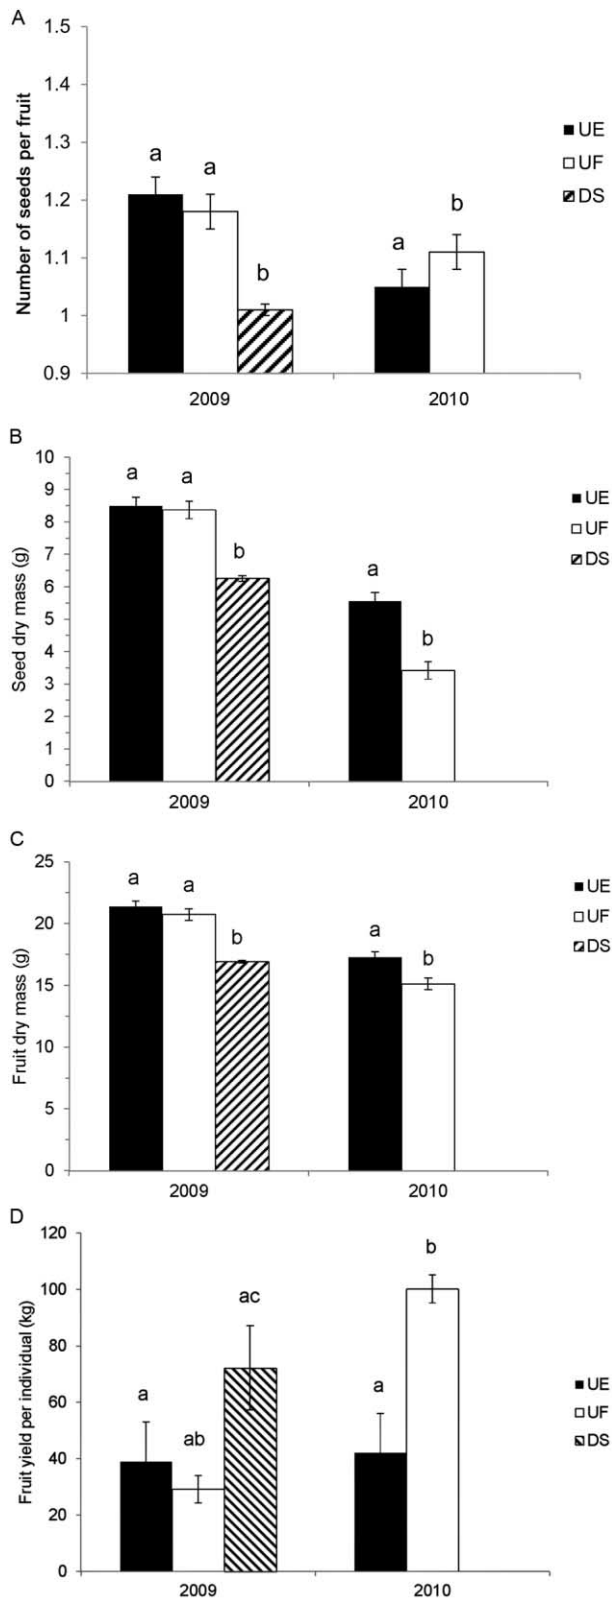 A
Number of seeds per fruit
1.5
1.4
1.3
1.2
1.1
1
0.9
a
a
b
a
b
UE
UF
DS
2009
2010
B
Seed dry mass (g)
10
9
8
7
6
5
4
3
2
1
0
a
a
b
a
b
UE
UF
DS
2009
2010
C
Fruit dry mass (g)
25
20
15
10
5
0
a
a
b
a
b
UE
UF
DS
2009
2010
D
Fruit yield per individual (kg)
120
100
80
60
40
20
0
a
ab
ac
a
b
UE
UF
DS
2009
2010